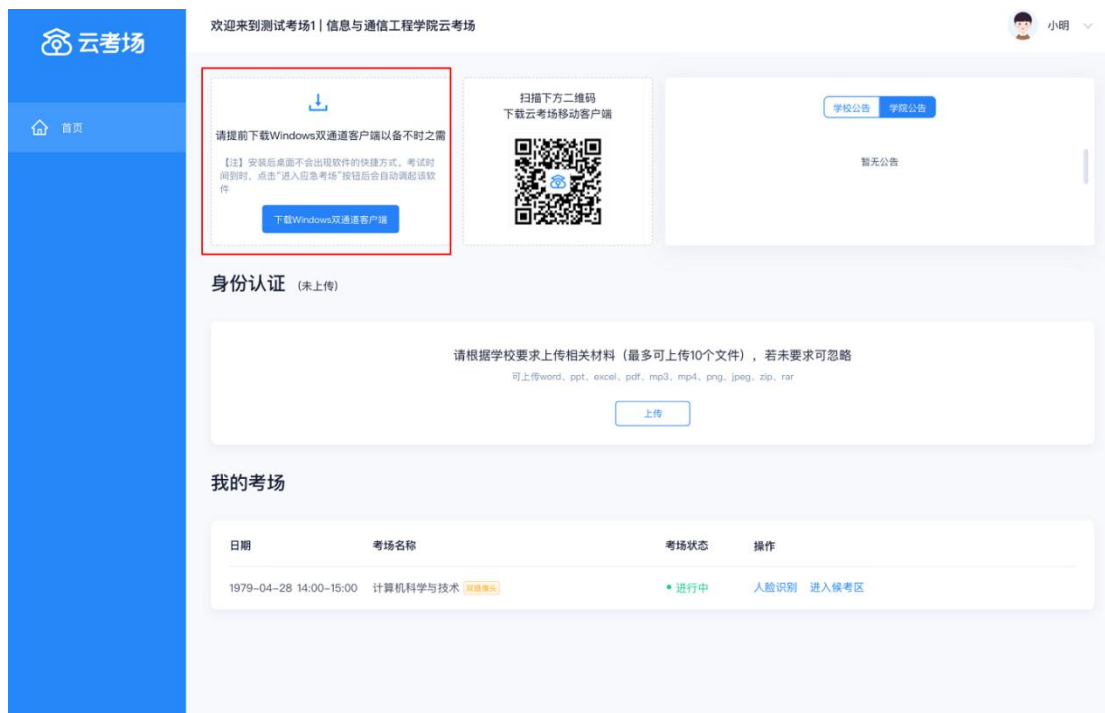 云考场
欢迎来到测试考场1 | 信息与通信工程学院云考场
小明
首页
请提前下载Windows双通道客户端以备不时之需
【注】安装后桌面不会出现软件的快捷方式，考试时
间到时，点击“进入应急考场”按钮后会自动调起该软
件
下载Windows双通道客户端
扫描下方二维码
下载云考场移动客户端
学校公告 学院公告
暂无公告
身份认证 (未上传)
请根据学校要求上传相关材料（最多可上传10个文件），若未要求可忽略
可上传word、ppt、excel、pdf、mp3、mp4、png、jpeg、zip、rar
上传
我的考场
日期 考场名称 考场状态 操作
1979-04-28 14:00-15:00 计算机科学与技术 双摄像头 进行中 人脸识别 进入候考区